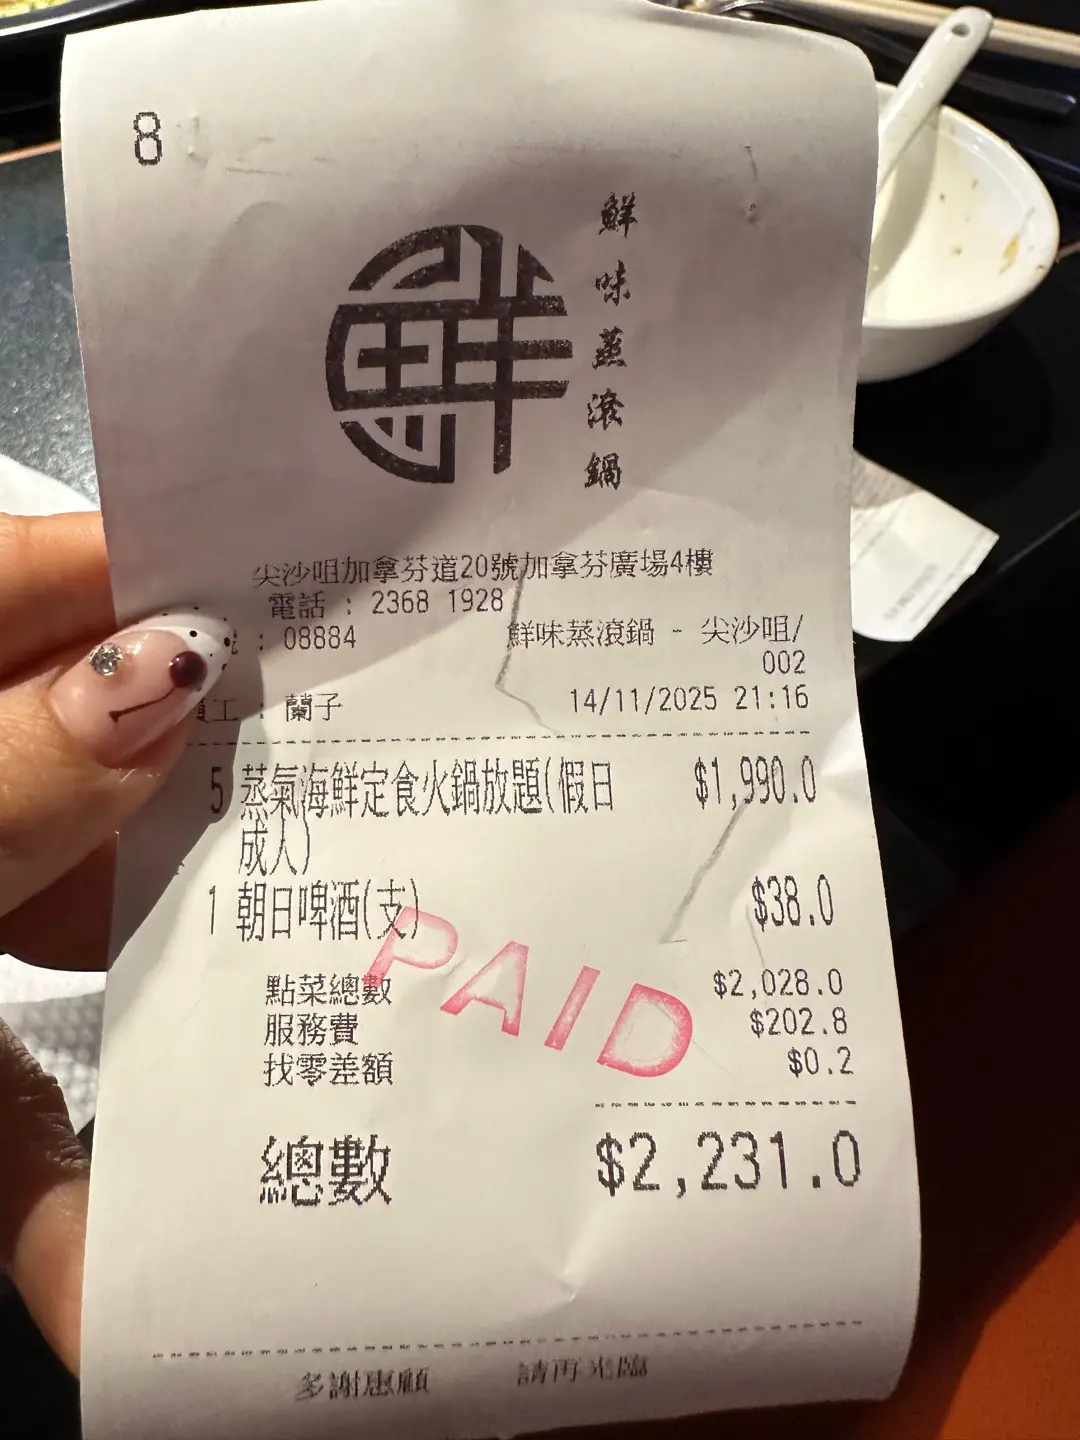 8
鮮
鮮味蒸滾鍋
尖沙咀加拿芬道20號加拿芬廣場4樓
電話 : 2368 1928
: 08884
鮮味蒸滾鍋 - 尖沙咀/
002
員工 : 蘭子
14/11/2025 21:16
5 蒸氣海鮮定食火鍋放題(假日 $1,990.0
成人)
1 朝日啤酒(支) $38.0
點菜總數 $2,028.0
服務費 $202.8
找零差額 $0.2
PAID
總數 $2,231.0
多謝惠顧 請再光臨